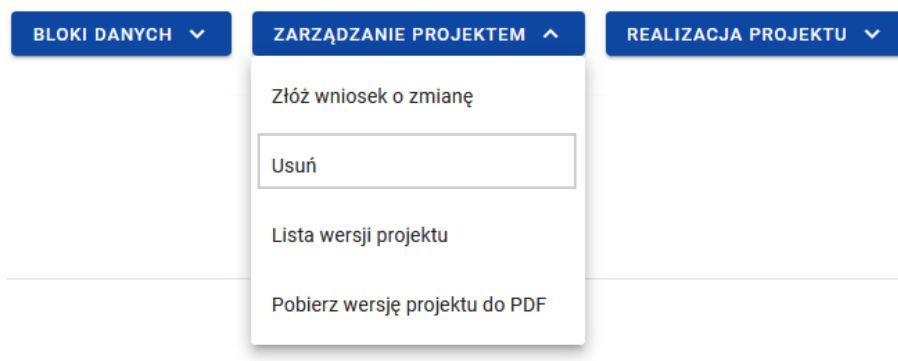 BLOKI DANYCH
ZARZĄDZANIE PROJEKTEM
REALIZACJA PROJEKTU
Złóż wniosek o zmianę
Usuń
Lista wersji projektu
Pobierz wersję projektu do PDF